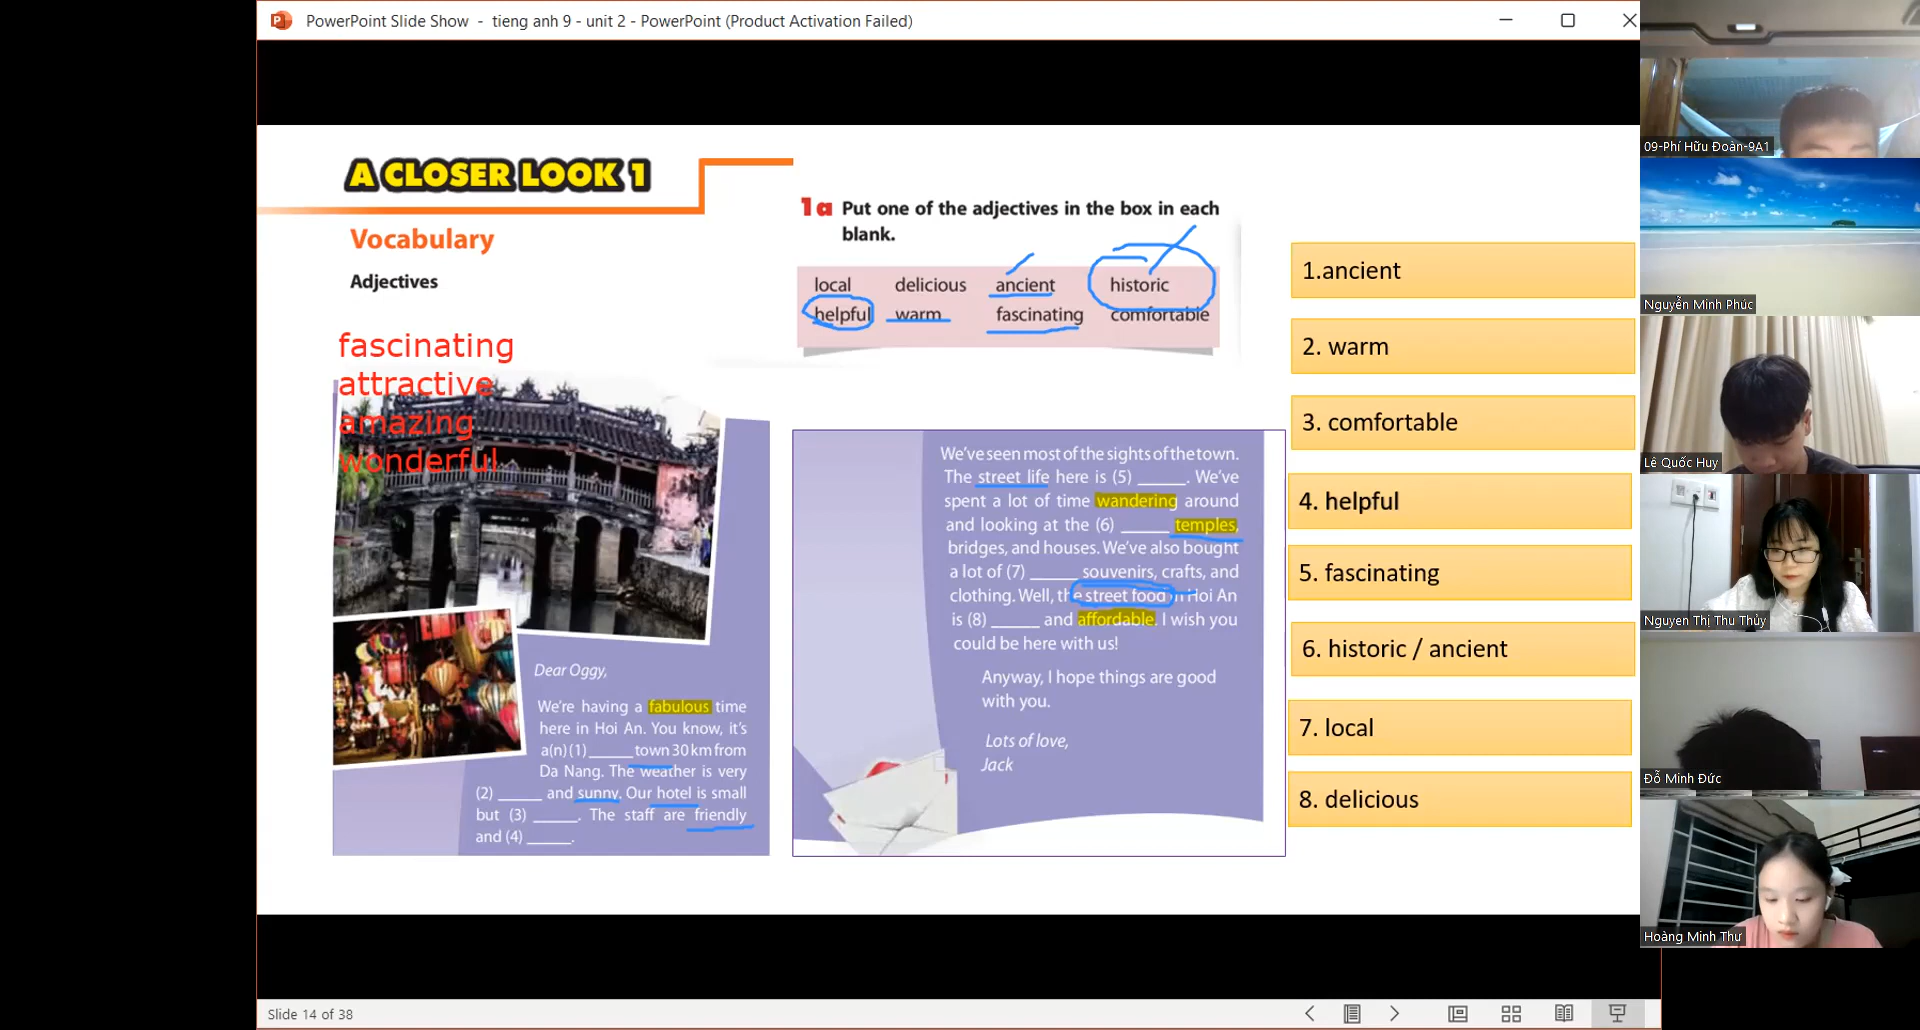 PowerPoint Slide Show - tieng anh 9 - unit 2 - PowerPoint (Product Activation Failed)
A CLOSER LOOK 1
Vocabulary
Adjectives
fascinating
attractive
amazing
wonderful
1a Put one of the adjectives in the box in each
blank.
local delicious ancient historic
helpful warm fascinating comfortable
Dear Oggy,
We're having a fabulous time
here in Hoi An. You know, it's
a(n) (1) ______ town 30 km from
Da Nang. The weather is very
(2) ______ and sunny. Our hotel is small
but (3) ______. The staff are friendly
and (4) ______.
We've seen most of the sights of the town.
The street life here is (5) ______. We've
spent a lot of time wandering around
and looking at the (6) ______ temples,
bridges, and houses. We've also bought
a lot of (7) ______ souvenirs, crafts, and
clothing. Well, the street food in Hoi An
is (8) ______ and affordable. I wish you
could be here with us!
Anyway, I hope things are good
with you.
Lots of love,
Jack
1.ancient
2. warm
3. comfortable
4. helpful
5. fascinating
6. historic / ancient
7. local
8. delicious
09-Phí Hữu Đoàn-9A1
Nguyễn Minh Phúc
Lê Quốc Huy
Nguyen Thị Thu Thủy
Đỗ Minh Đức
Hoàng Minh Thư
Slide 14 of 38